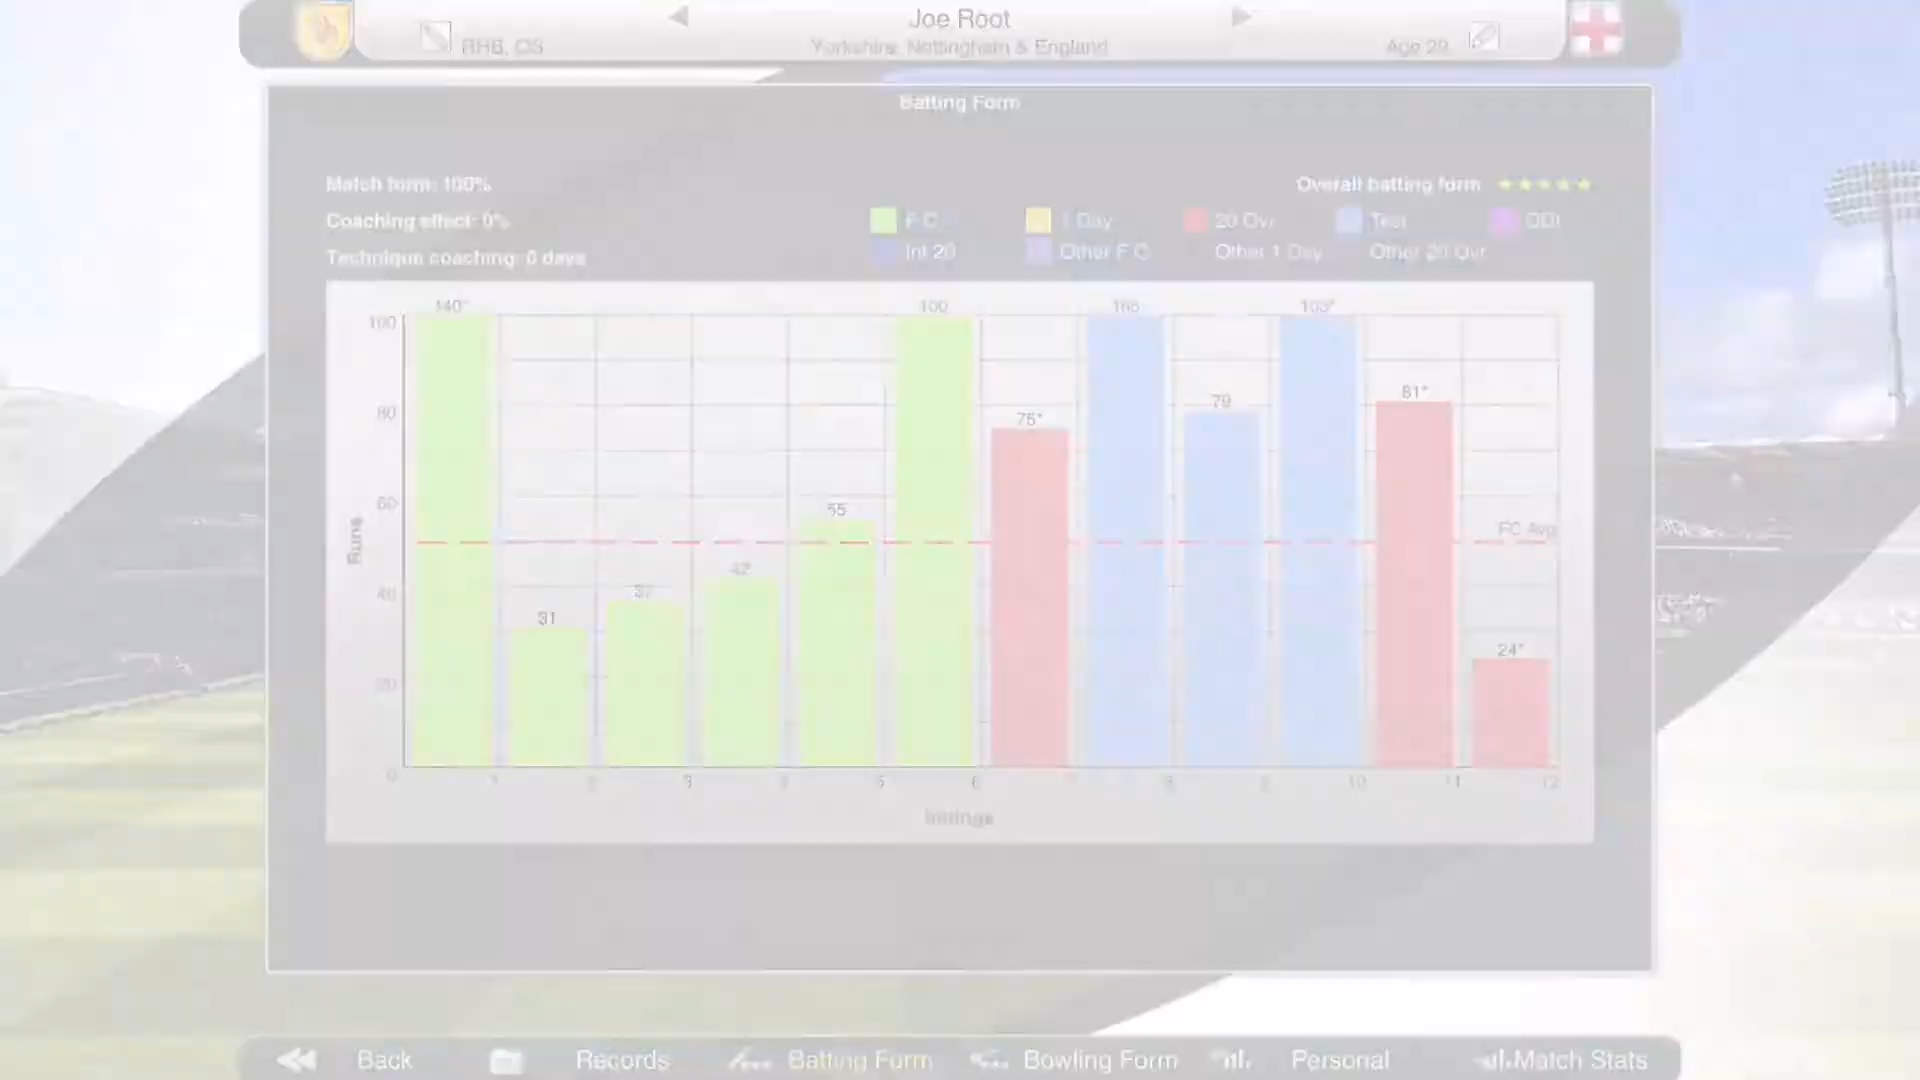 Joe Root
RHB, OS
Yorkshire, Nottingham & England
Age 29
Batting Form
Match form: 100%
Overall batting form
Coaching effect: 0%
F C
1 Day
20 Ovr
Test
ODI
Technique coaching: 0 days
Int 20
Other F C
Other 1 Day
Other 20 Ovr
140*
100
103*
100
81*
80
79
75*
60
55
FC Avg
Runs
42
40
37
31
24*
20
0
1 2 3 4 5 6 7 8 9 10 11 12
Innings
Back
Records
Batting Form
Bowling Form
Personal
Match Stats